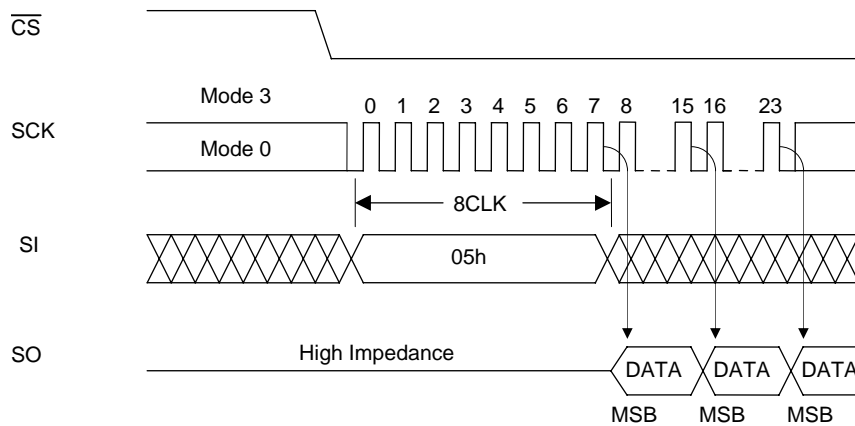 CS
Mode 3
0 1 2 3 4 5 6 7 8 15 16 23
SCK
Mode 0
8CLK
SI
05h
SO
High Impedance
DATA DATA DATA
MSB MSB MSB